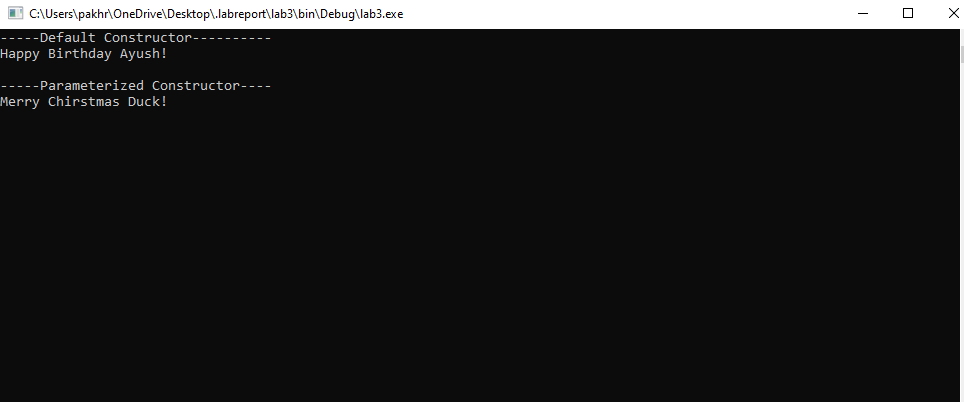 C:\Users\pakhr\OneDrive\Desktop\.labreport\lab3\bin\Debug\lab3.exe
-----Default Constructor----------
Happy Birthday Ayush!
-----Parameterized Constructor----
Merry Chirstmas Duck!